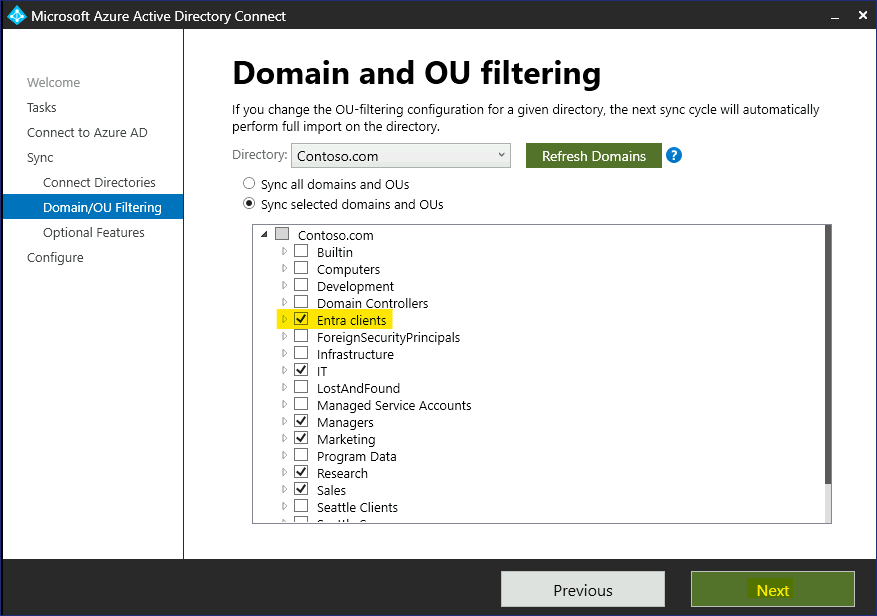 Microsoft Azure Active Directory Connect
Welcome
Tasks
Connect to Azure AD
Sync
Connect Directories
Domain/OU Filtering
Optional Features
Configure
Domain and OU filtering
If you change the OU-filtering configuration for a given directory, the next sync cycle will automatically
perform full import on the directory.
Directory: Contoso.com Refresh Domains ?
Sync all domains and OUs
Sync selected domains and OUs
Contoso.com
Builtin
Computers
Development
Domain Controllers
Entra clients
ForeignSecurityPrincipals
Infrastructure
IT
LostAndFound
Managed Service Accounts
Managers
Marketing
Program Data
Research
Sales
Seattle Clients
Previous
Next